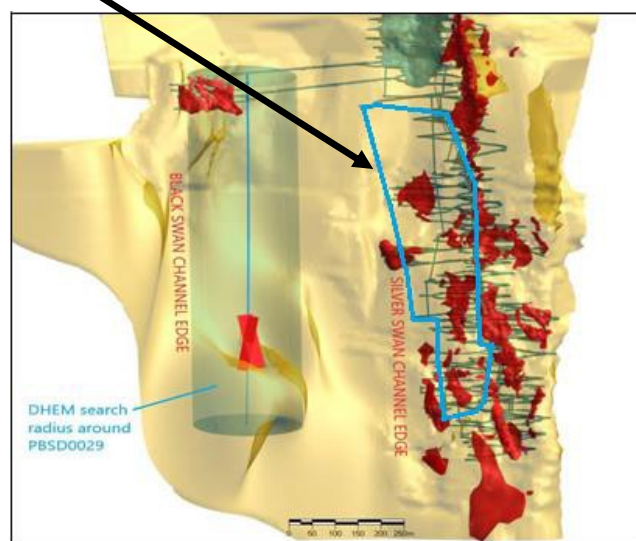 BLACK SWAN CHANNEL EDGE
SILVER SWAN CHANNEL EDGE
DHEM search
radius around
PBSD0029
0 50 100 150 200 250m